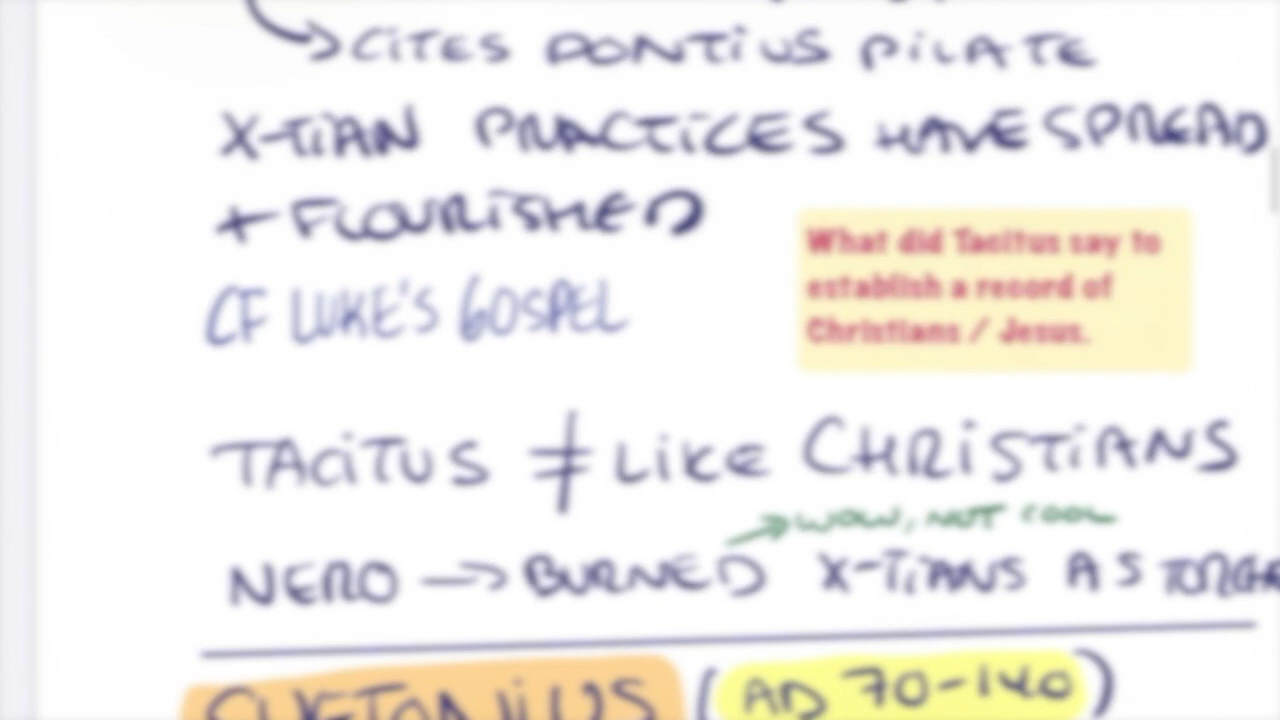 CITES PONTIUS PILATE
X-TIAN PRACTICES HAVE SPREAD
+ FLOURISHED
CF LUKE'S GOSPEL
What did Tacitus say to
establish a record of
Christians / Jesus.
TACITUS ≠ LIKE CHRISTIANS
→ WOW, NOT COOL
NERO → BURNED X-TIANS AS
SUETONIUS (AD 70-140)